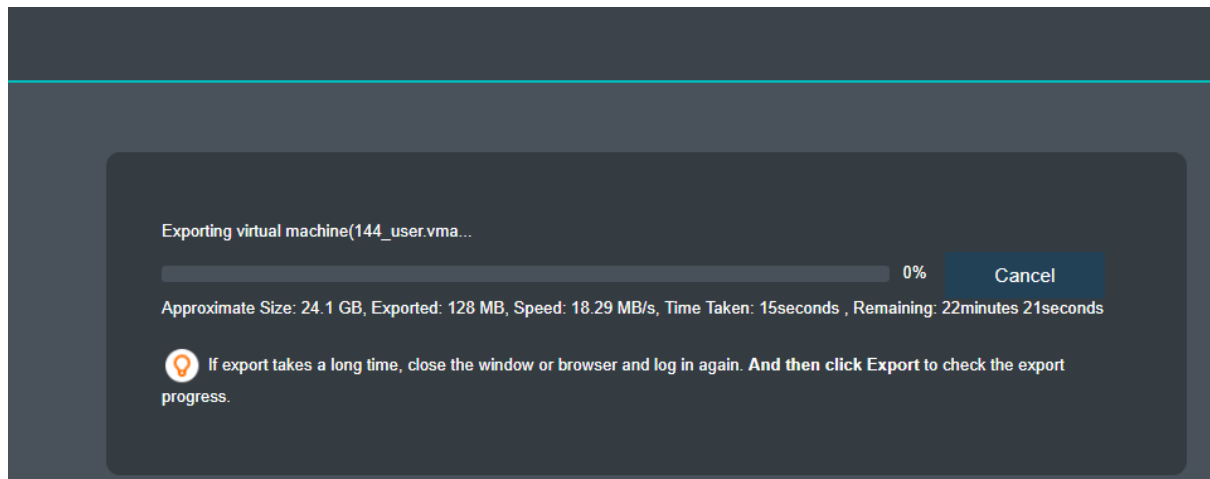 Exporting virtual machine(144_user.vma...
0%
Cancel
Approximate Size: 24.1 GB, Exported: 128 MB, Speed: 18.29 MB/s, Time Taken: 15seconds , Remaining: 22minutes 21seconds
If export takes a long time, close the window or browser and log in again. And then click Export to check the export
progress.